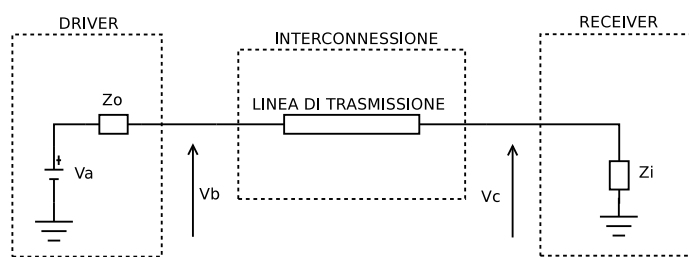 DRIVER
RECEIVER
INTERCONNESSIONE
Zo
LINEA DI TRASMISSIONE
+
Va
Vb
Vc
Zi